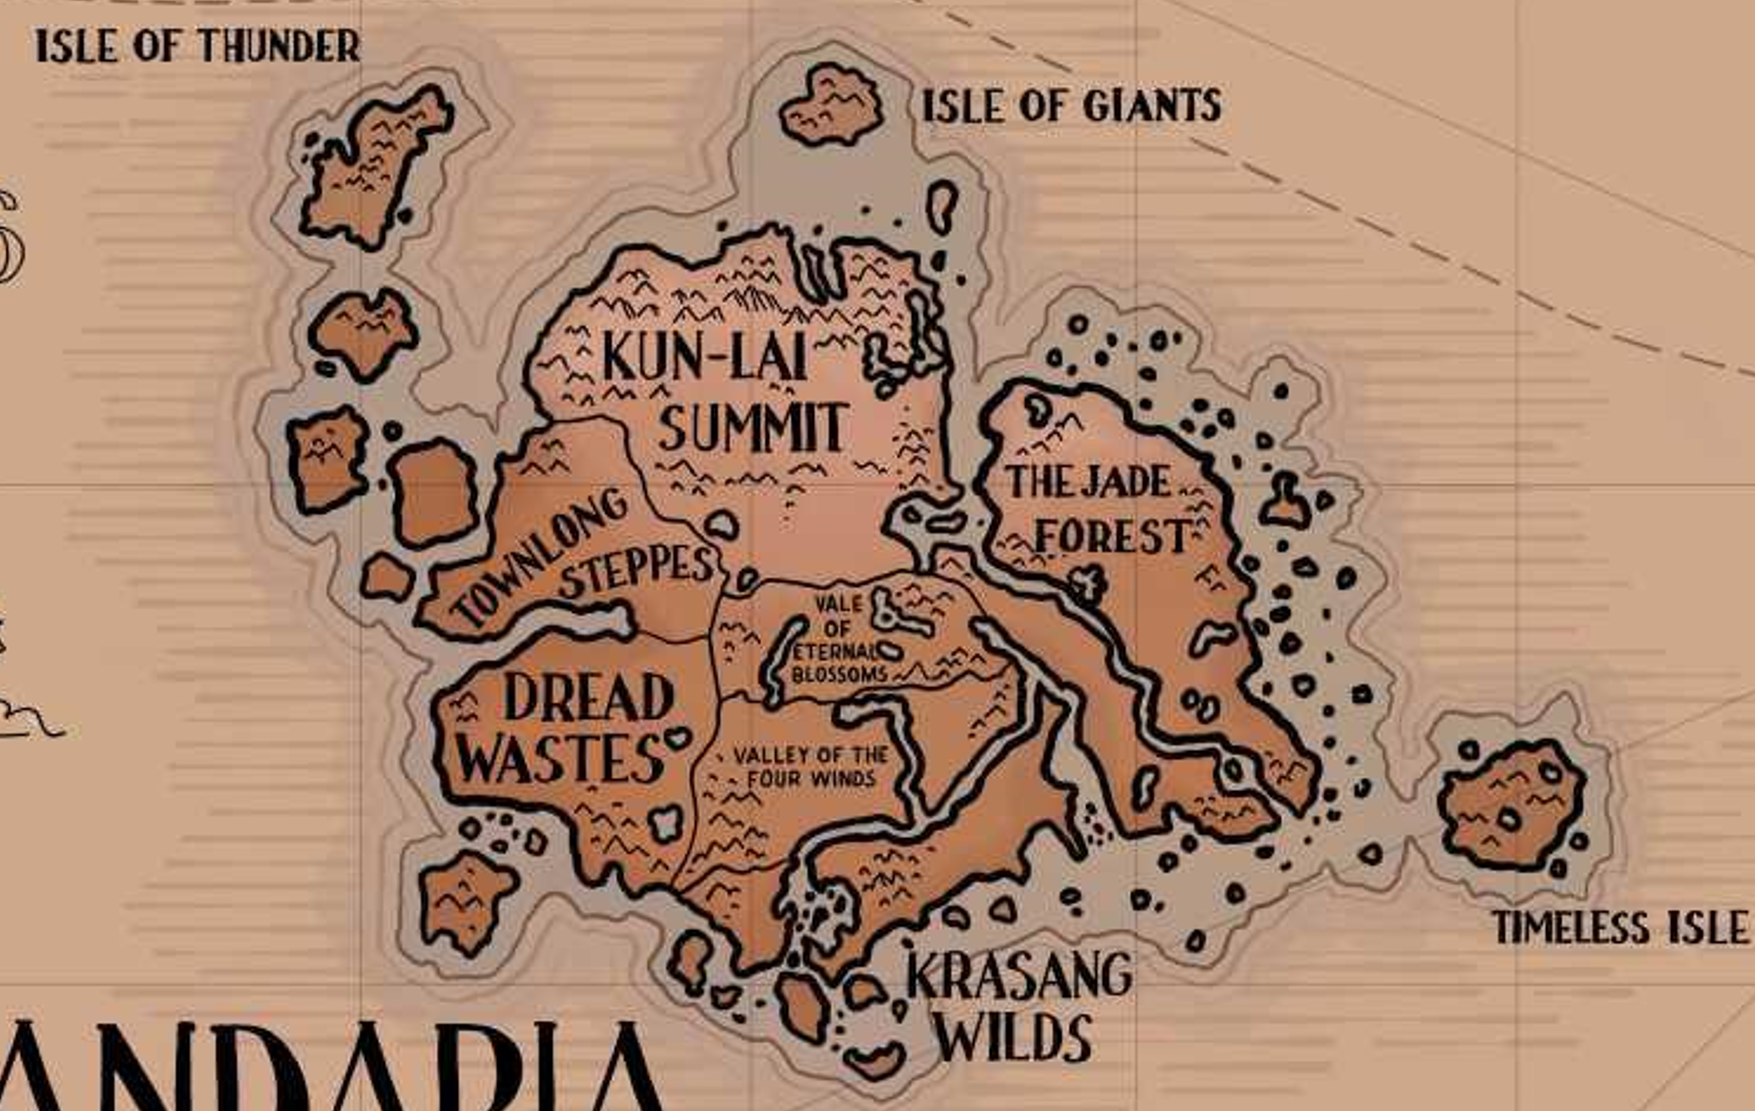 ISLE OF THUNDER
ISLE OF GIANTS
KUN-LAI
SUMMIT
THE JADE
FOREST
TOWNLONG
STEPPES
VALE
OF
ETERNAL
BLOSSOMS
DREAD
WASTES
VALLEY OF THE
FOUR WINDS
TIMELESS ISLE
KRASANG
WILDS
ANDARIA